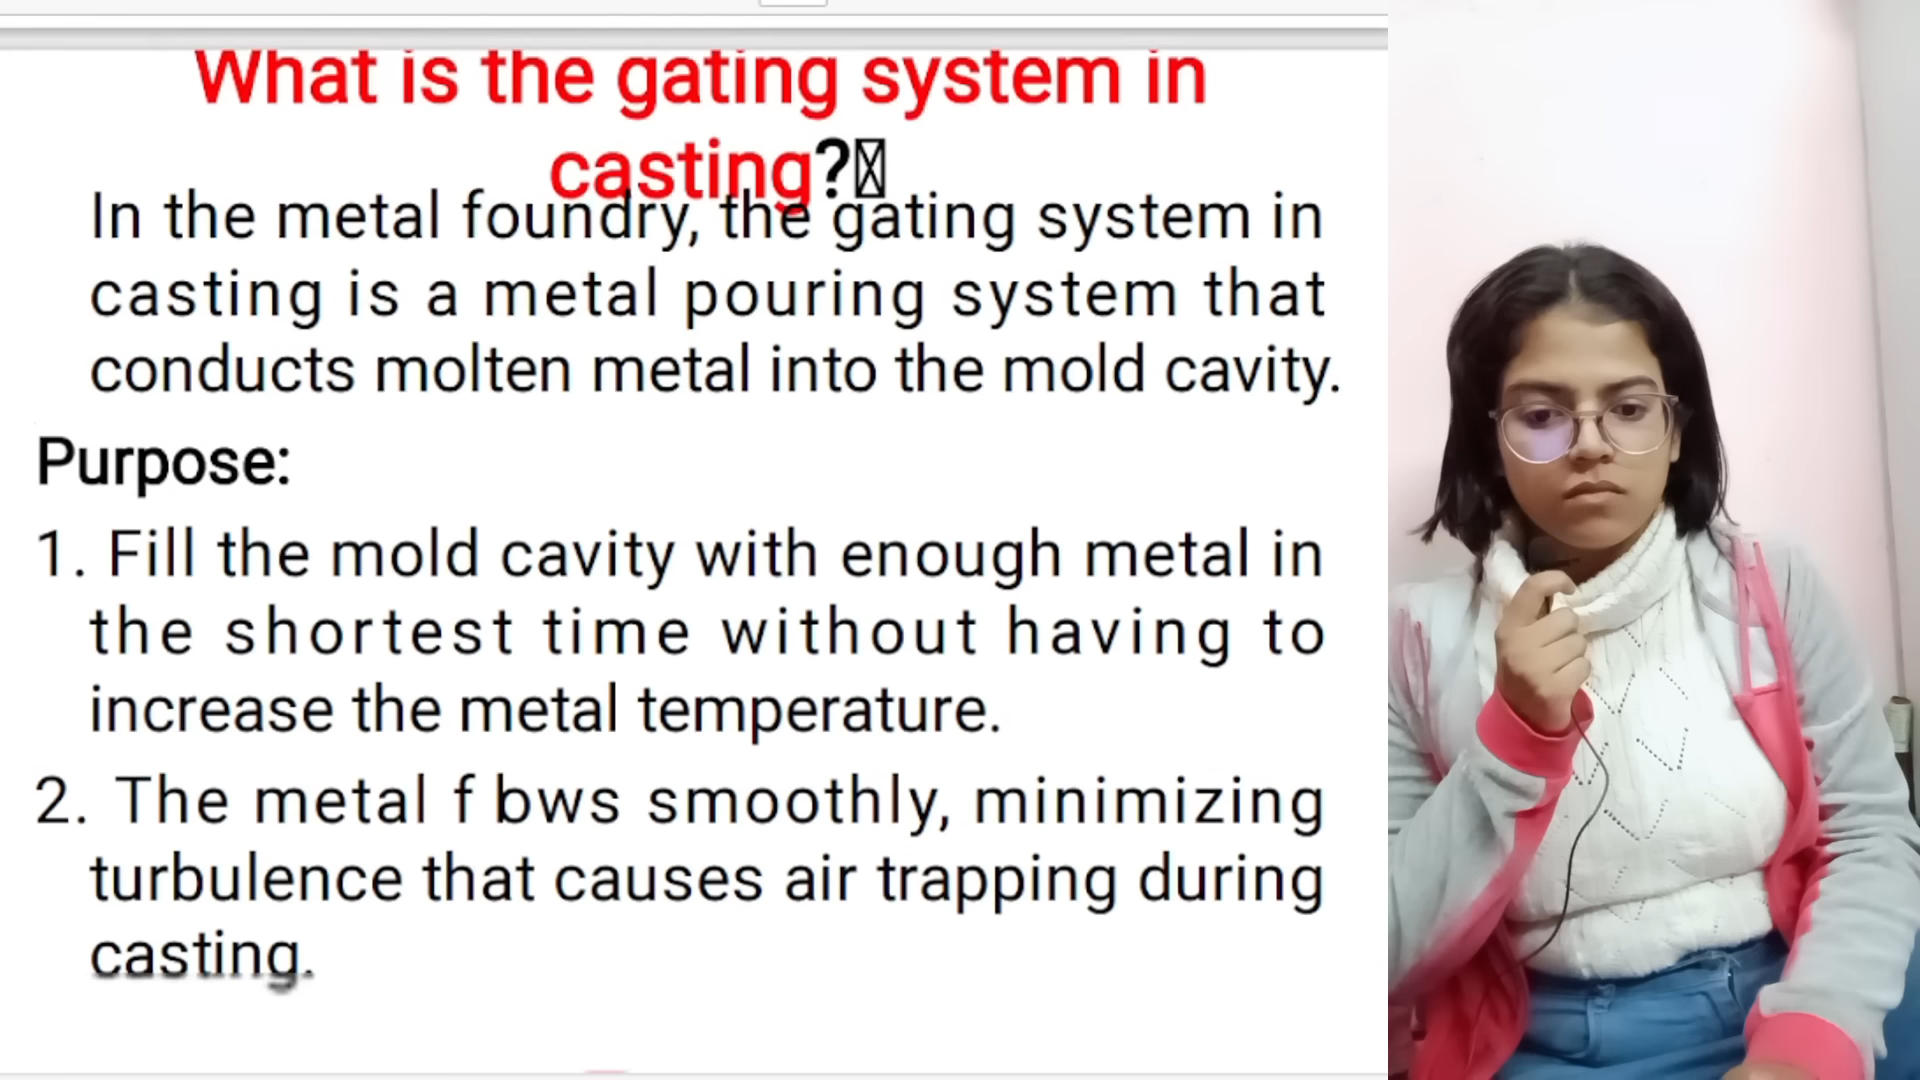 What is the gating system in
casting?
In the metal foundry, the gating system in
casting is a metal pouring system that
conducts molten metal into the mold cavity.
Purpose:
1. Fill the mold cavity with enough metal in
the shortest time without having to
increase the metal temperature.
2. The metal f bws smoothly, minimizing
turbulence that causes air trapping during
casting.